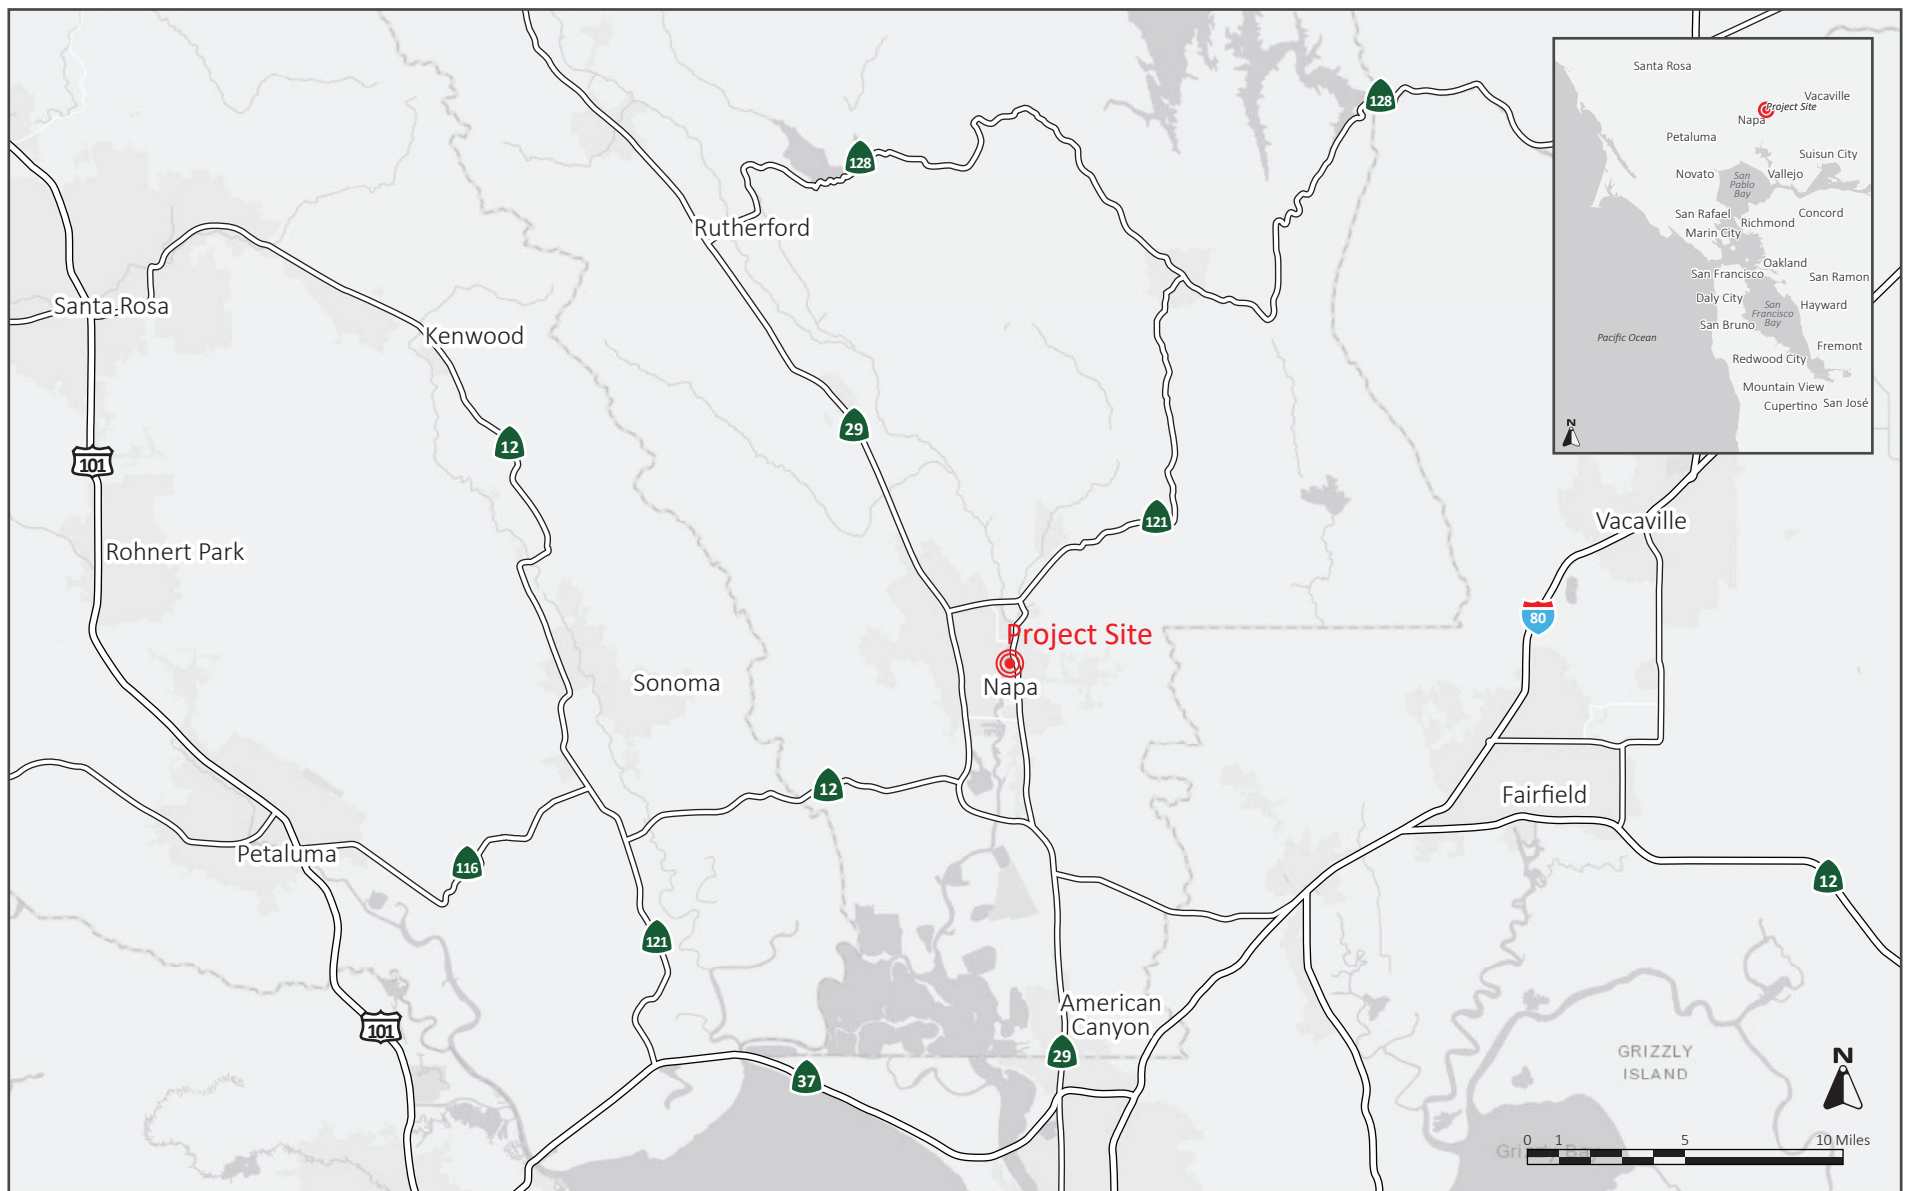 128
128
Rutherford
Santa Rosa
Kenwood
29
12
101
121
Vacaville
Rohnert Park
80
Project Site
Napa
Sonoma
12
Fairfield
Petaluma
116
12
121
American
Canyon
101
29
37
GRIZZLY
ISLAND
Grizzly Bay
N
0 1 5 10 Miles
Santa Rosa
Vacaville
Project Site
Napa
Petaluma
Suisun City
Novato
San
Pablo
Bay
Vallejo
San Rafael
Richmond
Concord
Marin City
Oakland
San Francisco
San Ramon
Daly City
San
Francisco
Bay
Hayward
San Bruno
Pacific Ocean
Fremont
Redwood City
Mountain View
Cupertino
San José
N